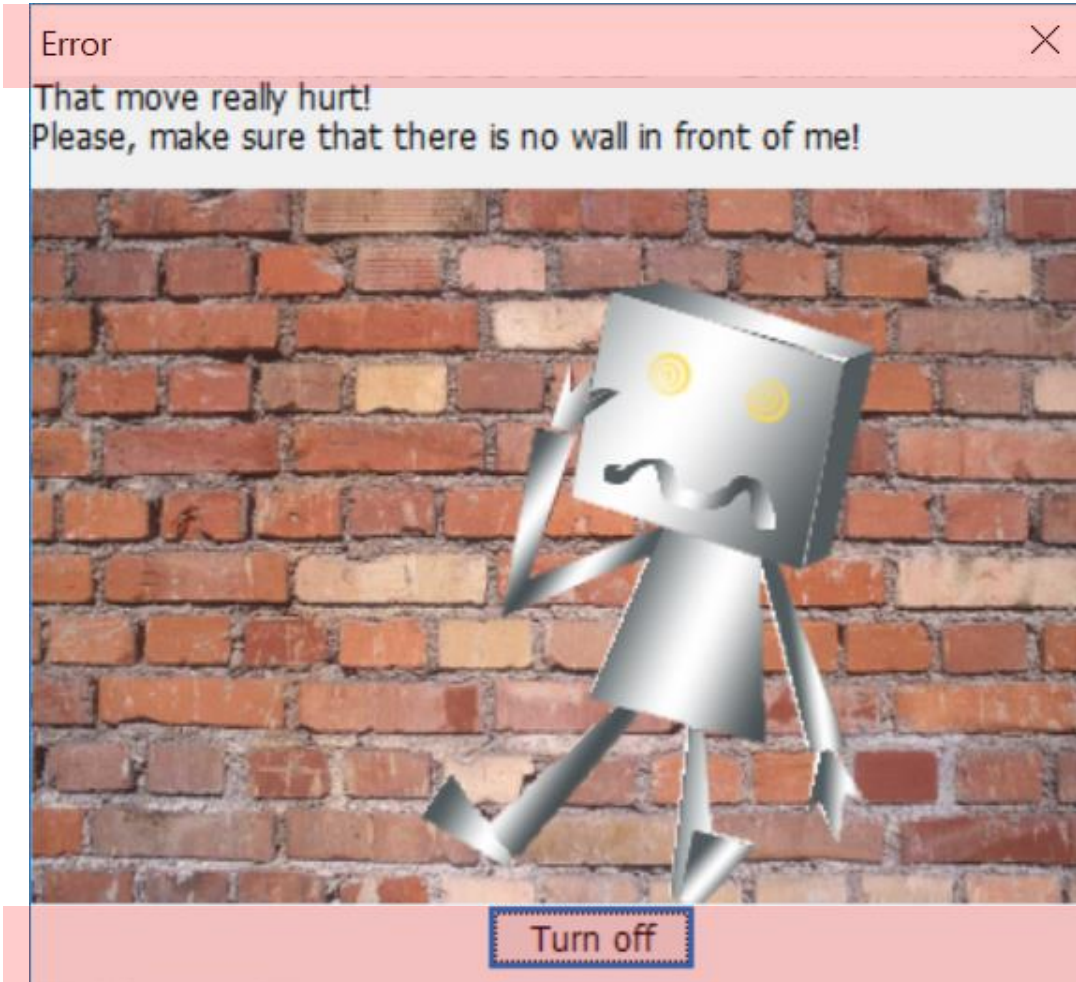 Error
That move really hurt!
Please, make sure that there is no wall in front of me!
Turn off